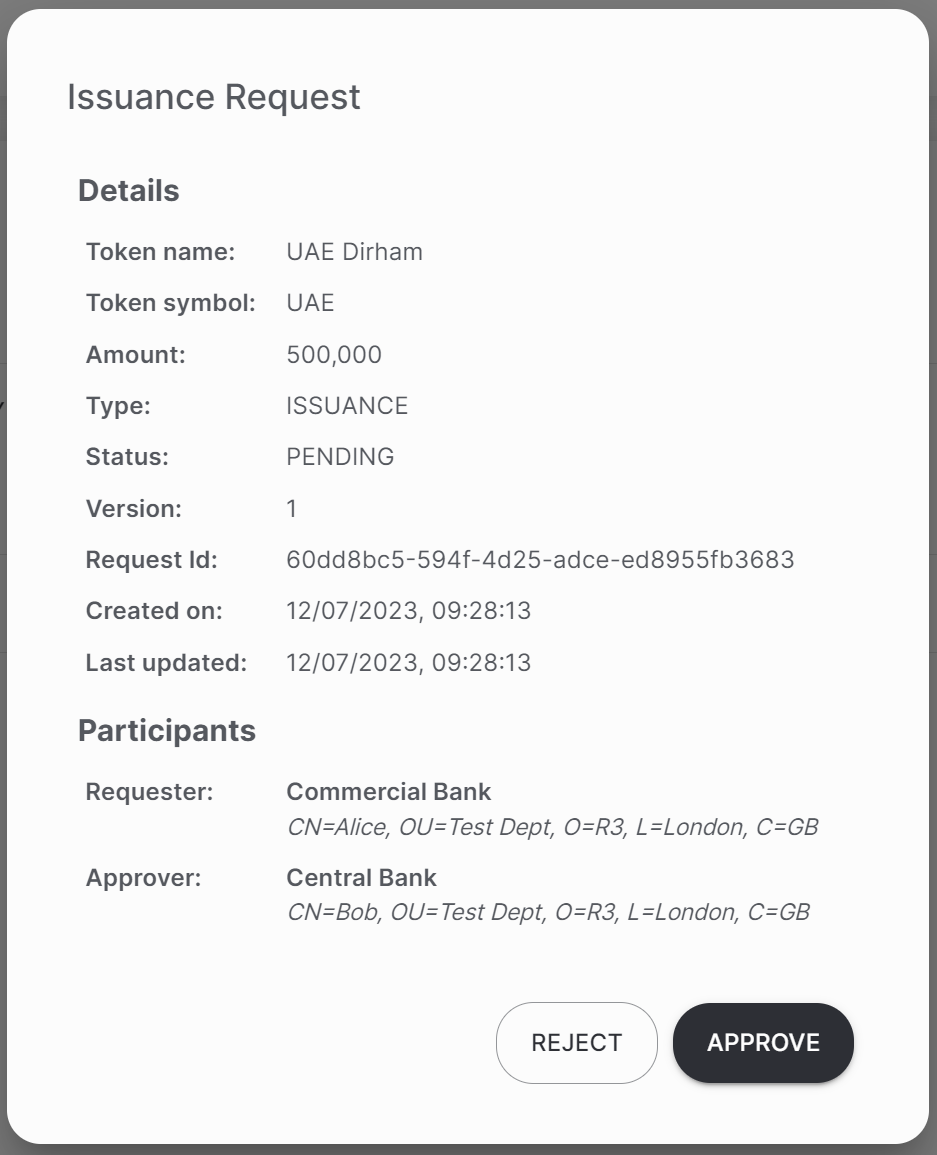 Issuance Request
Details
Token name: UAE Dirham
Token symbol: UAE
Amount: 500,000
Type: ISSUANCE
Status: PENDING
Version: 1
Request Id: 60dd8bc5-594f-4d25-adce-ed8955fb3683
Created on: 12/07/2023, 09:28:13
Last updated: 12/07/2023, 09:28:13
Participants
Requester: Commercial Bank
CN=Alice, OU=Test Dept, O=R3, L=London, C=GB
Approver: Central Bank
CN=Bob, OU=Test Dept, O=R3, L=London, C=GB
REJECT APPROVE